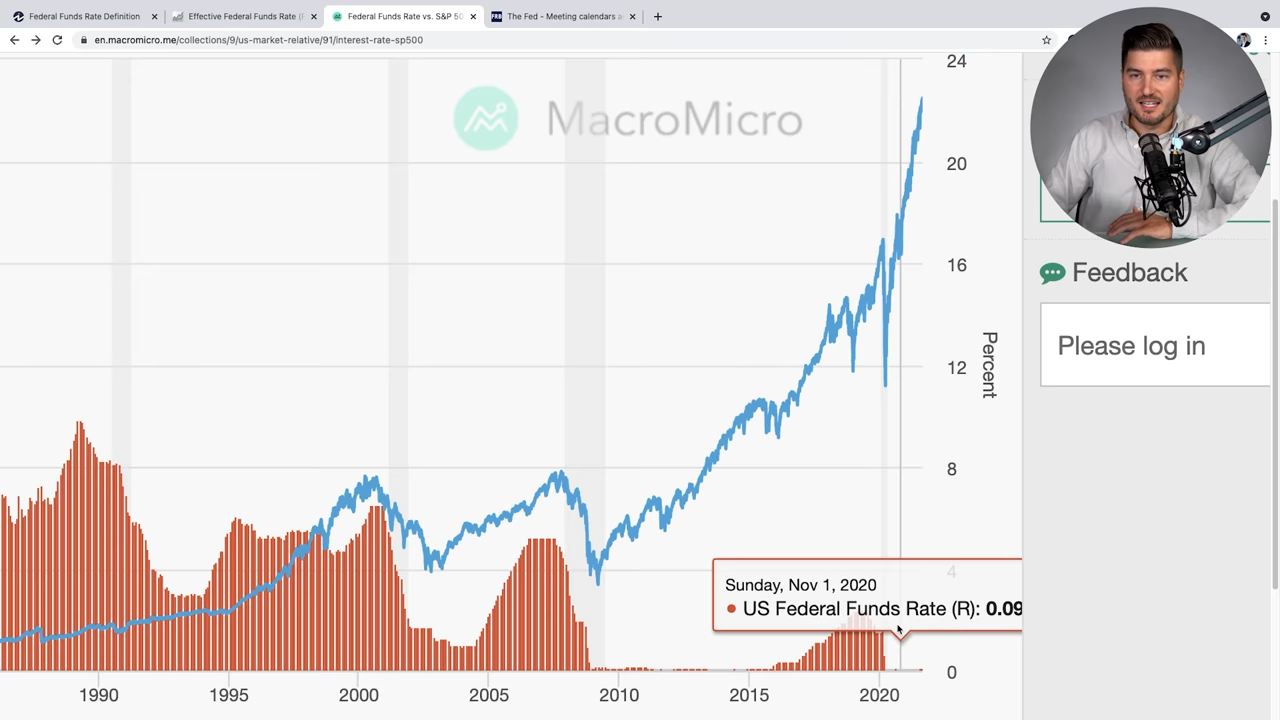 Federal Funds Rate Definition
Effective Federal Funds Rate (
Federal Funds Rate vs. S&P 50
FRB
The Fed - Meeting calendars a
en.macromicro.me/collections/9/us-market-relative/91/interest-rate-sp500
MacroMicro
24
20
16
12
8
4
0
Percent
Sunday, Nov 1, 2020
US Federal Funds Rate (R): 0.09
1990
1995
2000
2005
2010
2015
2020
Feedback
Please log in